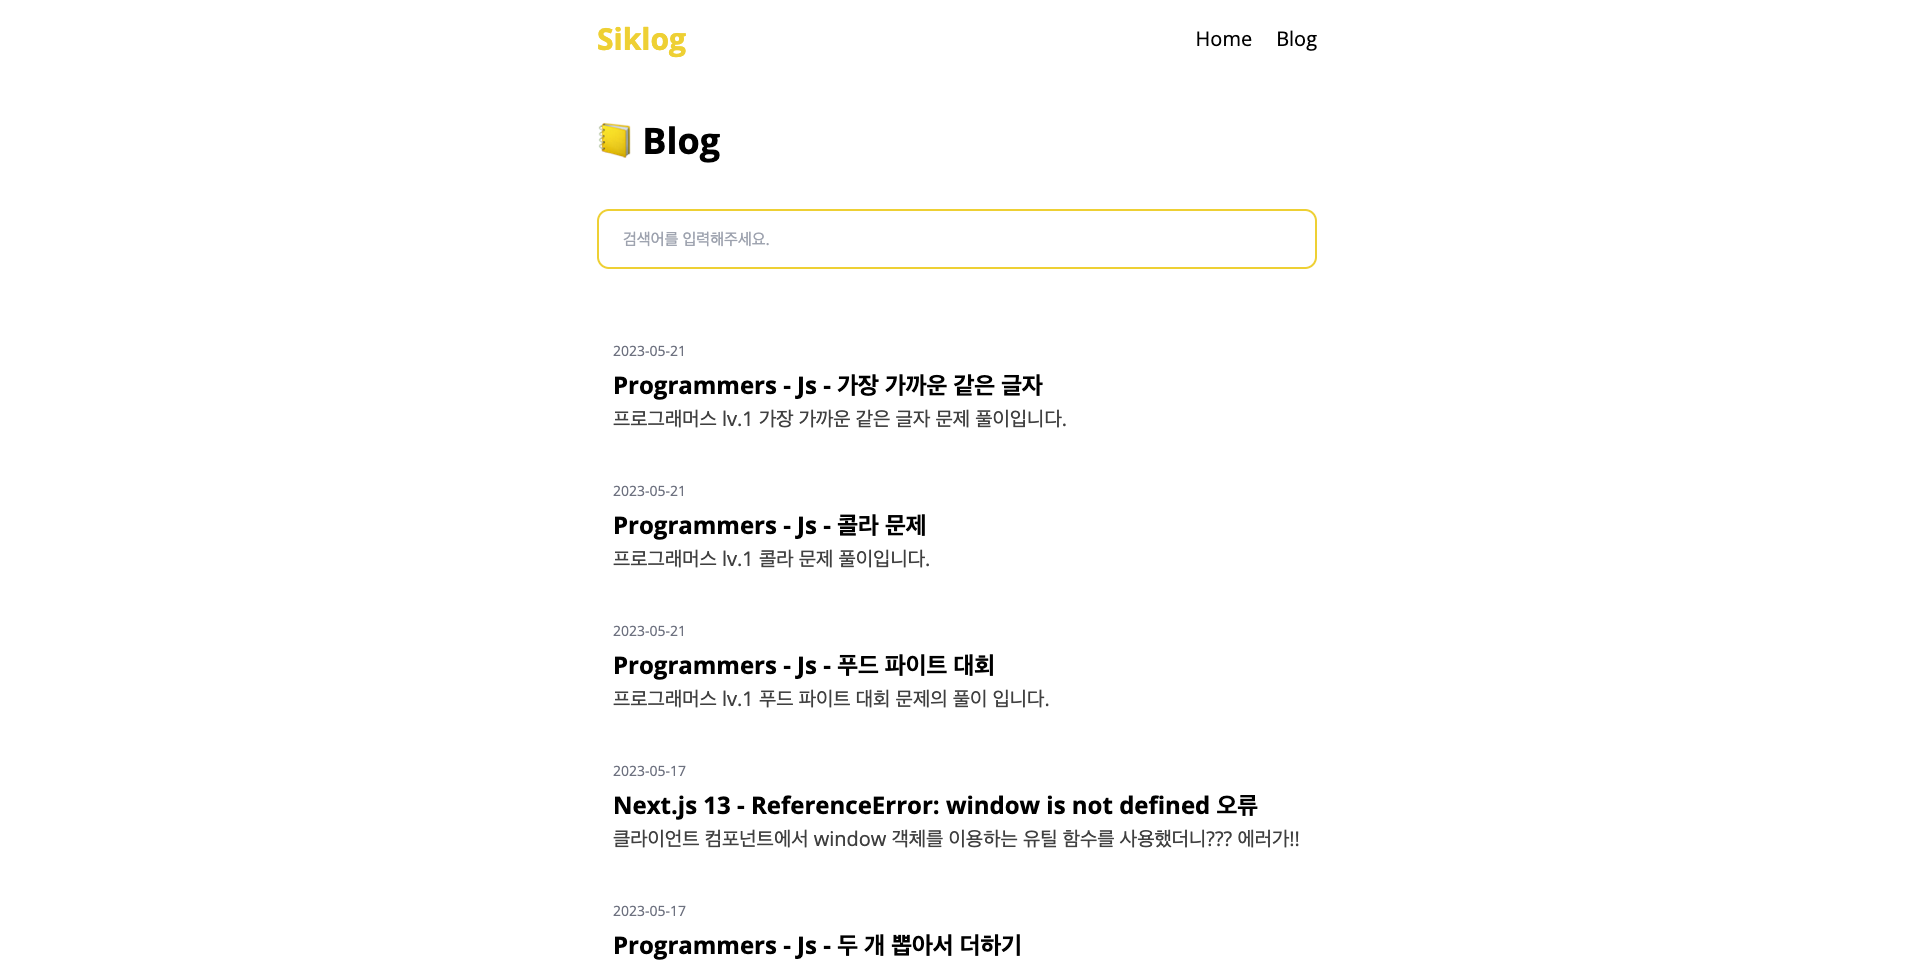 Siklog
Home Blog
Blog
검색어를 입력해주세요.
2023-05-21
Programmers - Js - 가장 가까운 같은 글자
프로그래머스 lv.1 가장 가까운 같은 글자 문제 풀이입니다.
2023-05-21
Programmers - Js - 콜라 문제
프로그래머스 lv.1 콜라 문제 풀이입니다.
2023-05-21
Programmers - Js - 푸드 파이트 대회
프로그래머스 lv.1 푸드 파이트 대회 문제의 풀이 입니다.
2023-05-17
Next.js 13 - ReferenceError: window is not defined 오류
클라이언트 컴포넌트에서 window 객체를 이용하는 유틸 함수를 사용했더니??? 에러가!!
2023-05-17
Programmers - Js - 두 개 뽑아서 더하기